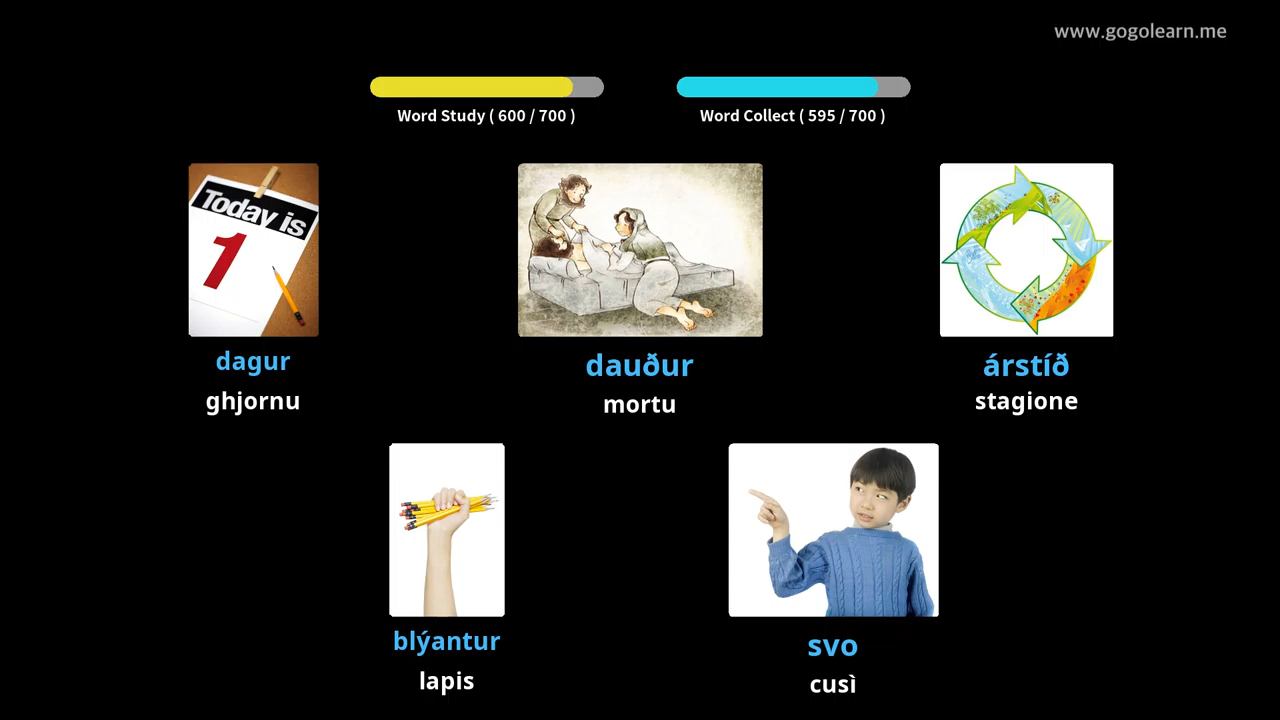 www.gogolearn.me
Word Study ( 600 / 700 )
Word Collect ( 595 / 700 )
Today is
1
dagur
ghjornu
dauður
mortu
árstíð
stagione
blýantur
lapis
svo
cusì